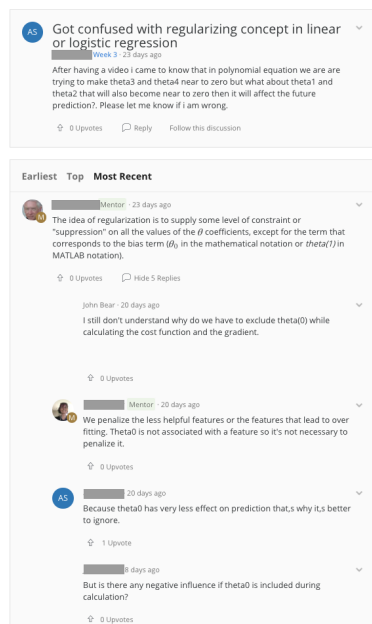 AS
Got confused with regularizing concept in linear
or logistic regression
Week 3 · 23 days ago
After having a video i came to know that in polynomial equation we are are
trying to make theta3 and theta4 near to zero but what about theta1 and
theta2 that will also become near to zero then it will affect the future
prediction?. Please let me know if i am wrong.
0 Upvotes Reply Follow this discussion
Earliest Top Most Recent
M
Mentor · 23 days ago
The idea of regularization is to supply some level of constraint or
"suppression" on all the values of the θ coefficients, except for the term that
corresponds to the bias term (θ₀ in the mathematical notation or theta(1) in
MATLAB notation).
0 Upvotes Hide 5 Replies
John Bear · 20 days ago
I still don't understand why do we have to exclude theta(0) while
calculating the cost function and the gradient.
0 Upvotes
M
Mentor · 20 days ago
We penalize the less helpful features or the features that lead to over
fitting. Theta0 is not associated with a feature so it's not necessary to
penalize it.
0 Upvotes
AS
20 days ago
Because theta0 has very less effect on prediction that,s why it,s better
to ignore.
1 Upvote
8 days ago
But is there any negative influence if theta0 is included during
calculation?
0 Upvotes